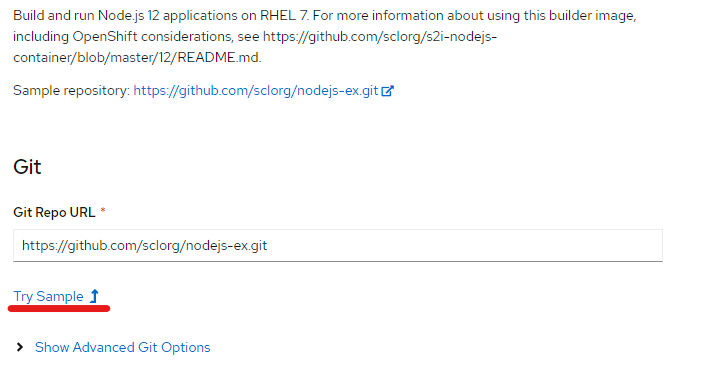 Build and run Node.js 12 applications on RHEL 7. For more information about using this builder image,
including OpenShift considerations, see https://github.com/sclorg/s2i-nodejs-
container/blob/master/12/README.md.
Sample repository: https://github.com/sclorg/nodejs-ex.git
Git
Git Repo URL *
https://github.com/sclorg/nodejs-ex.git
Try Sample
Show Advanced Git Options